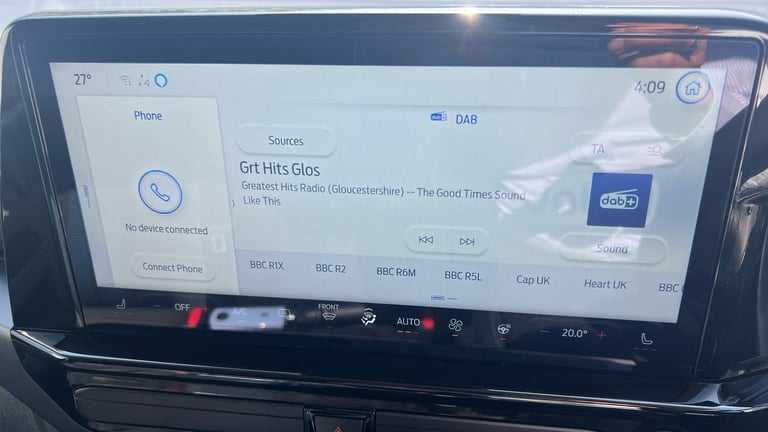 27°
4:09
Phone
dab
DAB
Sources
TA
Grt Hits Glos
Greatest Hits Radio (Gloucestershire) -- The Good Times Sound
Like This
dab+
No device connected
Connect Phone
Sound
BBC R1X
BBC R2
BBC R6M
BBC R5L
Cap UK
Heart UK
BBC
OFF
A/C
FRONT
AUTO
20.0°